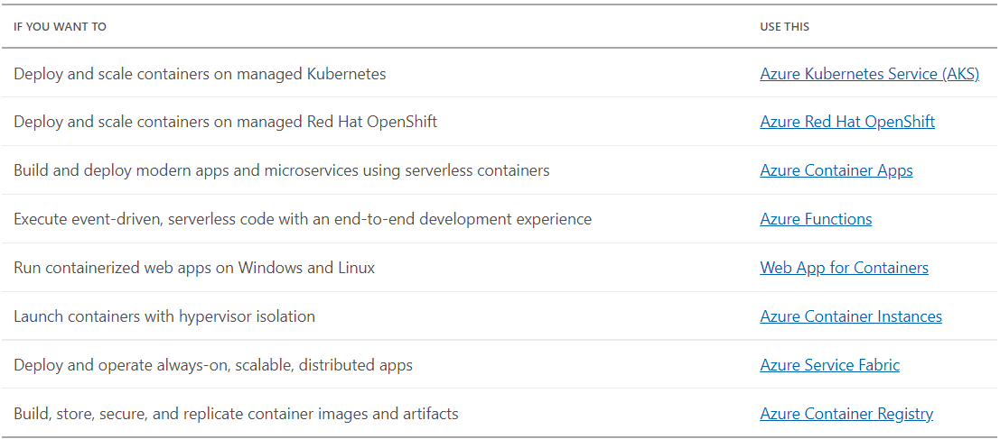 IF YOU WANT TO USE THIS
Deploy and scale containers on managed Kubernetes Azure Kubernetes Service (AKS)
Deploy and scale containers on managed Red Hat OpenShift Azure Red Hat OpenShift
Build and deploy modern apps and microservices using serverless containers Azure Container Apps
Execute event-driven, serverless code with an end-to-end development experience Azure Functions
Run containerized web apps on Windows and Linux Web App for Containers
Launch containers with hypervisor isolation Azure Container Instances
Deploy and operate always-on, scalable, distributed apps Azure Service Fabric
Build, store, secure, and replicate container images and artifacts Azure Container Registry